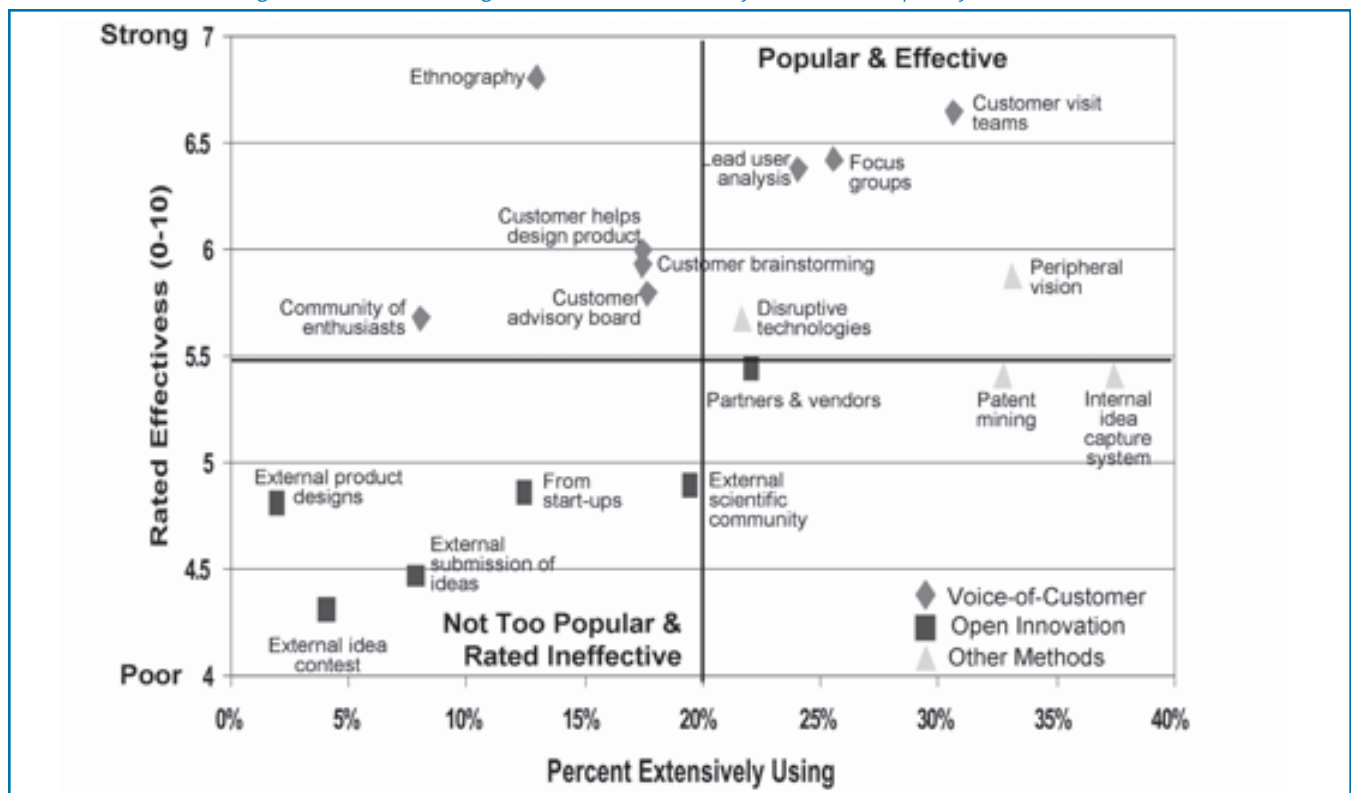 Strong 7
Popular & Effective
Ethnography
Customer visit
teams
6.5
Lead user
analysis
Focus
groups
Customer helps
design product
6
Customer brainstorming
Peripheral
vision
Customer
advisory board
Community of
enthusiasts
Disruptive
technologies
5.5
Partners & vendors
Patent
mining
Internal
idea
capture
system
5
External product
designs
From
start-ups
External
scientific
community
4.5
External
submission of
ideas
External idea
contest
Not Too Popular &
Rated Ineffective
Voice-of-Customer
Open Innovation
Other Methods
Poor 4
Rated Effectivess (0-10)
0% 5% 10% 15% 20% 25% 30% 35% 40%
Percent Extensively Using